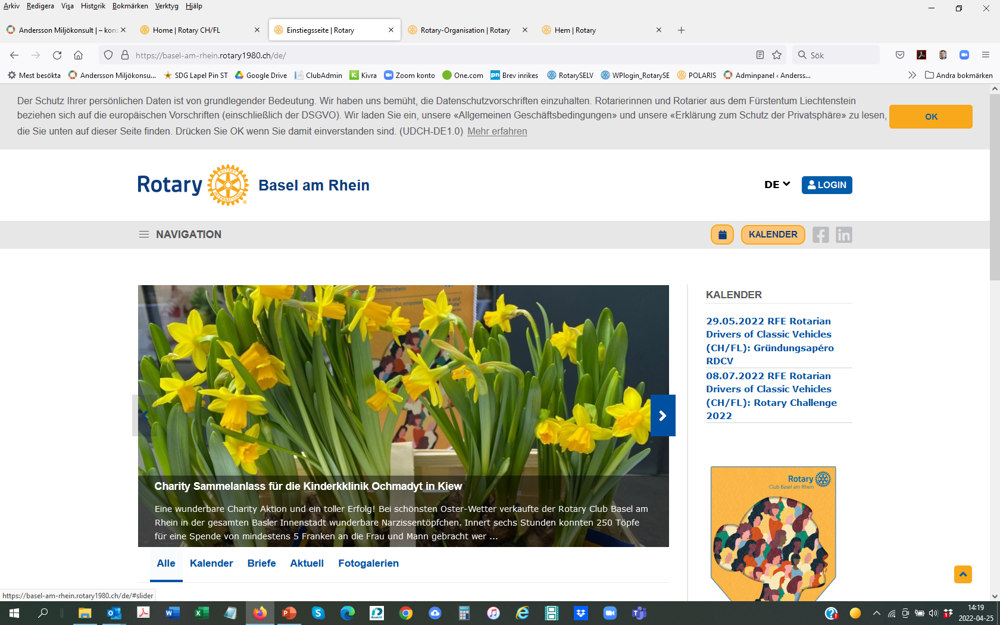 Arkiv Redigera Visa Historik Bokmärken Verktyg Hjälp
Andersson Miljökonsult | – kons
Home | Rotary CH/FL
Einstiegsseite | Rotary
Rotary-Organisation | Rotary
Hem | Rotary
https://basel-am-rhein.rotary1980.ch/de/
Sök
Mest besökta Andersson Miljökonsu... SDG Lapel Pin ST Google Drive ClubAdmin Kivra Zoom konto One.com Brev inrikes RotarySELV WPlogin_RotarySE POLARIS Adminpanel ‹ Anderss... Andra bokmärken
Der Schutz Ihrer persönlichen Daten ist von grundlegender Bedeutung. Wir haben uns bemüht, die Datenschutzvorschriften einzuhalten. Rotarierinnen und Rotarier aus dem Fürstentum Liechtenstein
beziehen sich auf die europäischen Vorschriften (einschließlich der DSGVO). Wir laden Sie ein, unsere «Allgemeinen Geschäftsbedingungen» und unsere «Erklärung zum Schutz der Privatsphäre» zu lesen,
die Sie unten auf dieser Seite finden. Drücken Sie OK wenn Sie damit einverstanden sind. (UDCH-DE1.0) Mehr erfahren
OK
Rotary
ROTARY
INTERNATIONAL
Basel am Rhein
DE
LOGIN
NAVIGATION
KALENDER
Charity Sammelanlass für die Kinderkklinik Ochmadyt in Kiew
Eine wunderbare Charity Aktion und ein toller Erfolg! Bei schönsten Oster-Wetter verkaufte der Rotary Club Basel am
Rhein in der gesamten Basler Innenstadt wunderbare Narzissentöpfchen. Innert sechs Stunden konnten 250 Töpfe
für eine Spende von mindestens 5 Franken an die Frau und Mann gebracht wer ...
Alle Kalender Briefe Aktuell Fotogalerien
KALENDER
29.05.2022 RFE Rotarian
Drivers of Classic Vehicles
(CH/FL): Gründungsapéro
RDCV
08.07.2022 RFE Rotarian
Drivers of Classic Vehicles
(CH/FL): Rotary Challenge
2022
Rotary
Club Basel am Rhein
https://basel-am-rhein.rotary1980.ch/de/#slider
14:19
2022-04-25